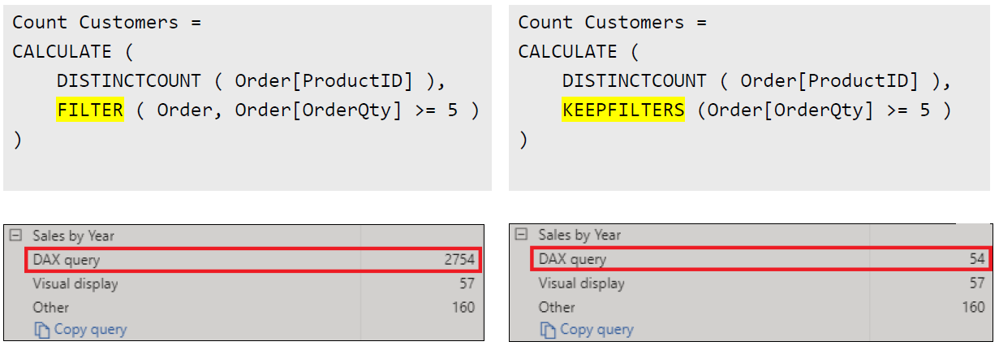 Count Customers =
CALCULATE (
    DISTINCTCOUNT ( Order[ProductID] ),
    FILTER ( Order, Order[OrderQty] >= 5 )
)
Sales by Year
DAX query 2754
Visual display 57
Other 160
Copy query
Count Customers =
CALCULATE (
    DISTINCTCOUNT ( Order[ProductID] ),
    KEEPFILTERS (Order[OrderQty] >= 5 )
)
Sales by Year
DAX query 54
Visual display 57
Other 160
Copy query